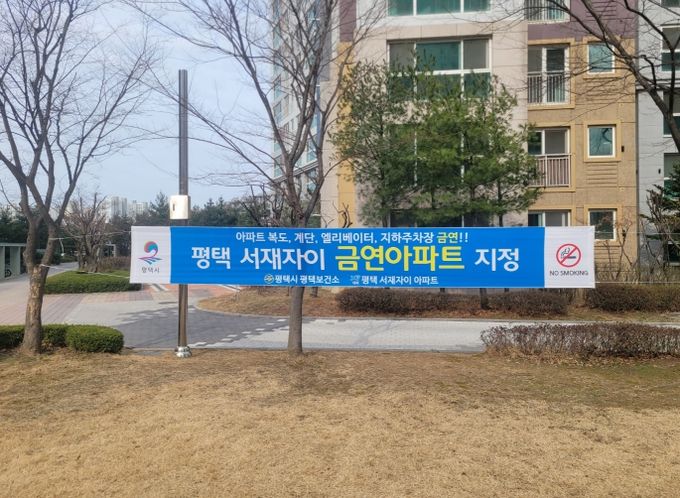 아파트 복도, 계단, 엘리베이터, 지하주차장 금연!!
평택 서재자이 금연아파트 지정
평택시
평택시 평택보건소 평택 서재자이 아파트
NO SMOKING